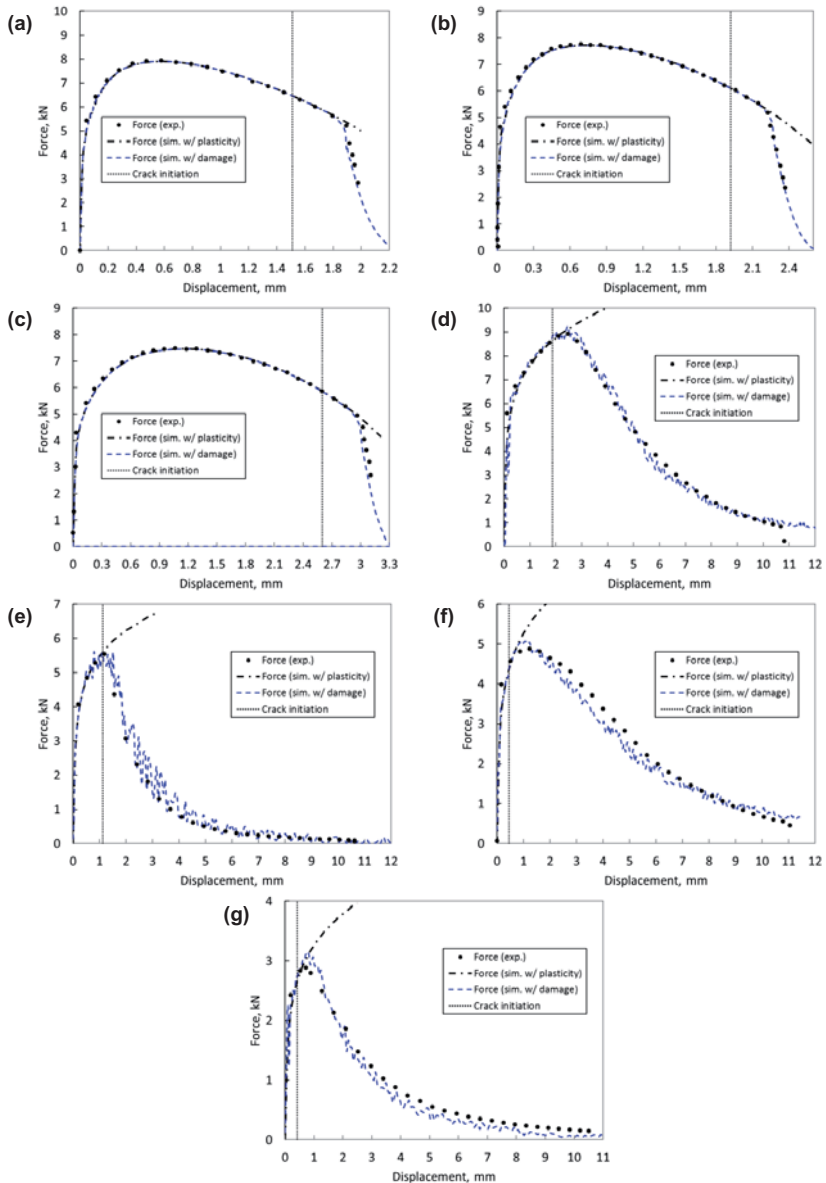 (a)
10
9
8
7
6
5
4
3
2
1
0
Force, kN
Force (exp.)
Force (sim. w/ plasticity)
Force (sim. w/ damage)
Crack initiation
0 0.2 0.4 0.6 0.8 1 1.2 1.4 1.6 1.8 2 2.2
Displacement, mm
(b)
9
8
7
6
5
4
3
2
1
0
Force, kN
Force (exp.)
Force (sim. w/ plasticity)
Force (sim. w/ damage)
Crack initiation
0 0.3 0.6 0.9 1.2 1.5 1.8 2.1 2.4
Displacement, mm
(c)
9
8
7
6
5
4
3
2
1
0
Force, kN
Force (exp.)
Force (sim. w/ plasticity)
Force (sim. w/ damage)
Crack initiation
0 0.3 0.6 0.9 1.2 1.5 1.8 2.1 2.4 2.7 3 3.3
Displacement, mm
(d)
10
9
8
7
6
5
4
3
2
1
0
Force, kN
Force (exp.)
Force (sim. w/ plasticity)
Force (sim. w/ damage)
Crack initiation
0 1 2 3 4 5 6 7 8 9 10 11 12
Displacement, mm
(e)
7
6
5
4
3
2
1
0
Force, kN
Force (exp.)
Force (sim. w/ plasticity)
Force (sim. w/ damage)
Crack initiation
0 1 2 3 4 5 6 7 8 9 10 11 12
Displacement, mm
(f)
6
5
4
3
2
1
0
Force, kN
Force (exp.)
Force (sim. w/ plasticity)
Force (sim. w/ damage)
Crack initiation
0 1 2 3 4 5 6 7 8 9 10 11 12
Displacement, mm
(g)
4
3
2
1
0
Force, kN
Force (exp.)
Force (sim. w/ plasticity)
Force (sim. w/ damage)
Crack initiation
0 1 2 3 4 5 6 7 8 9 10 11
Displacement, mm